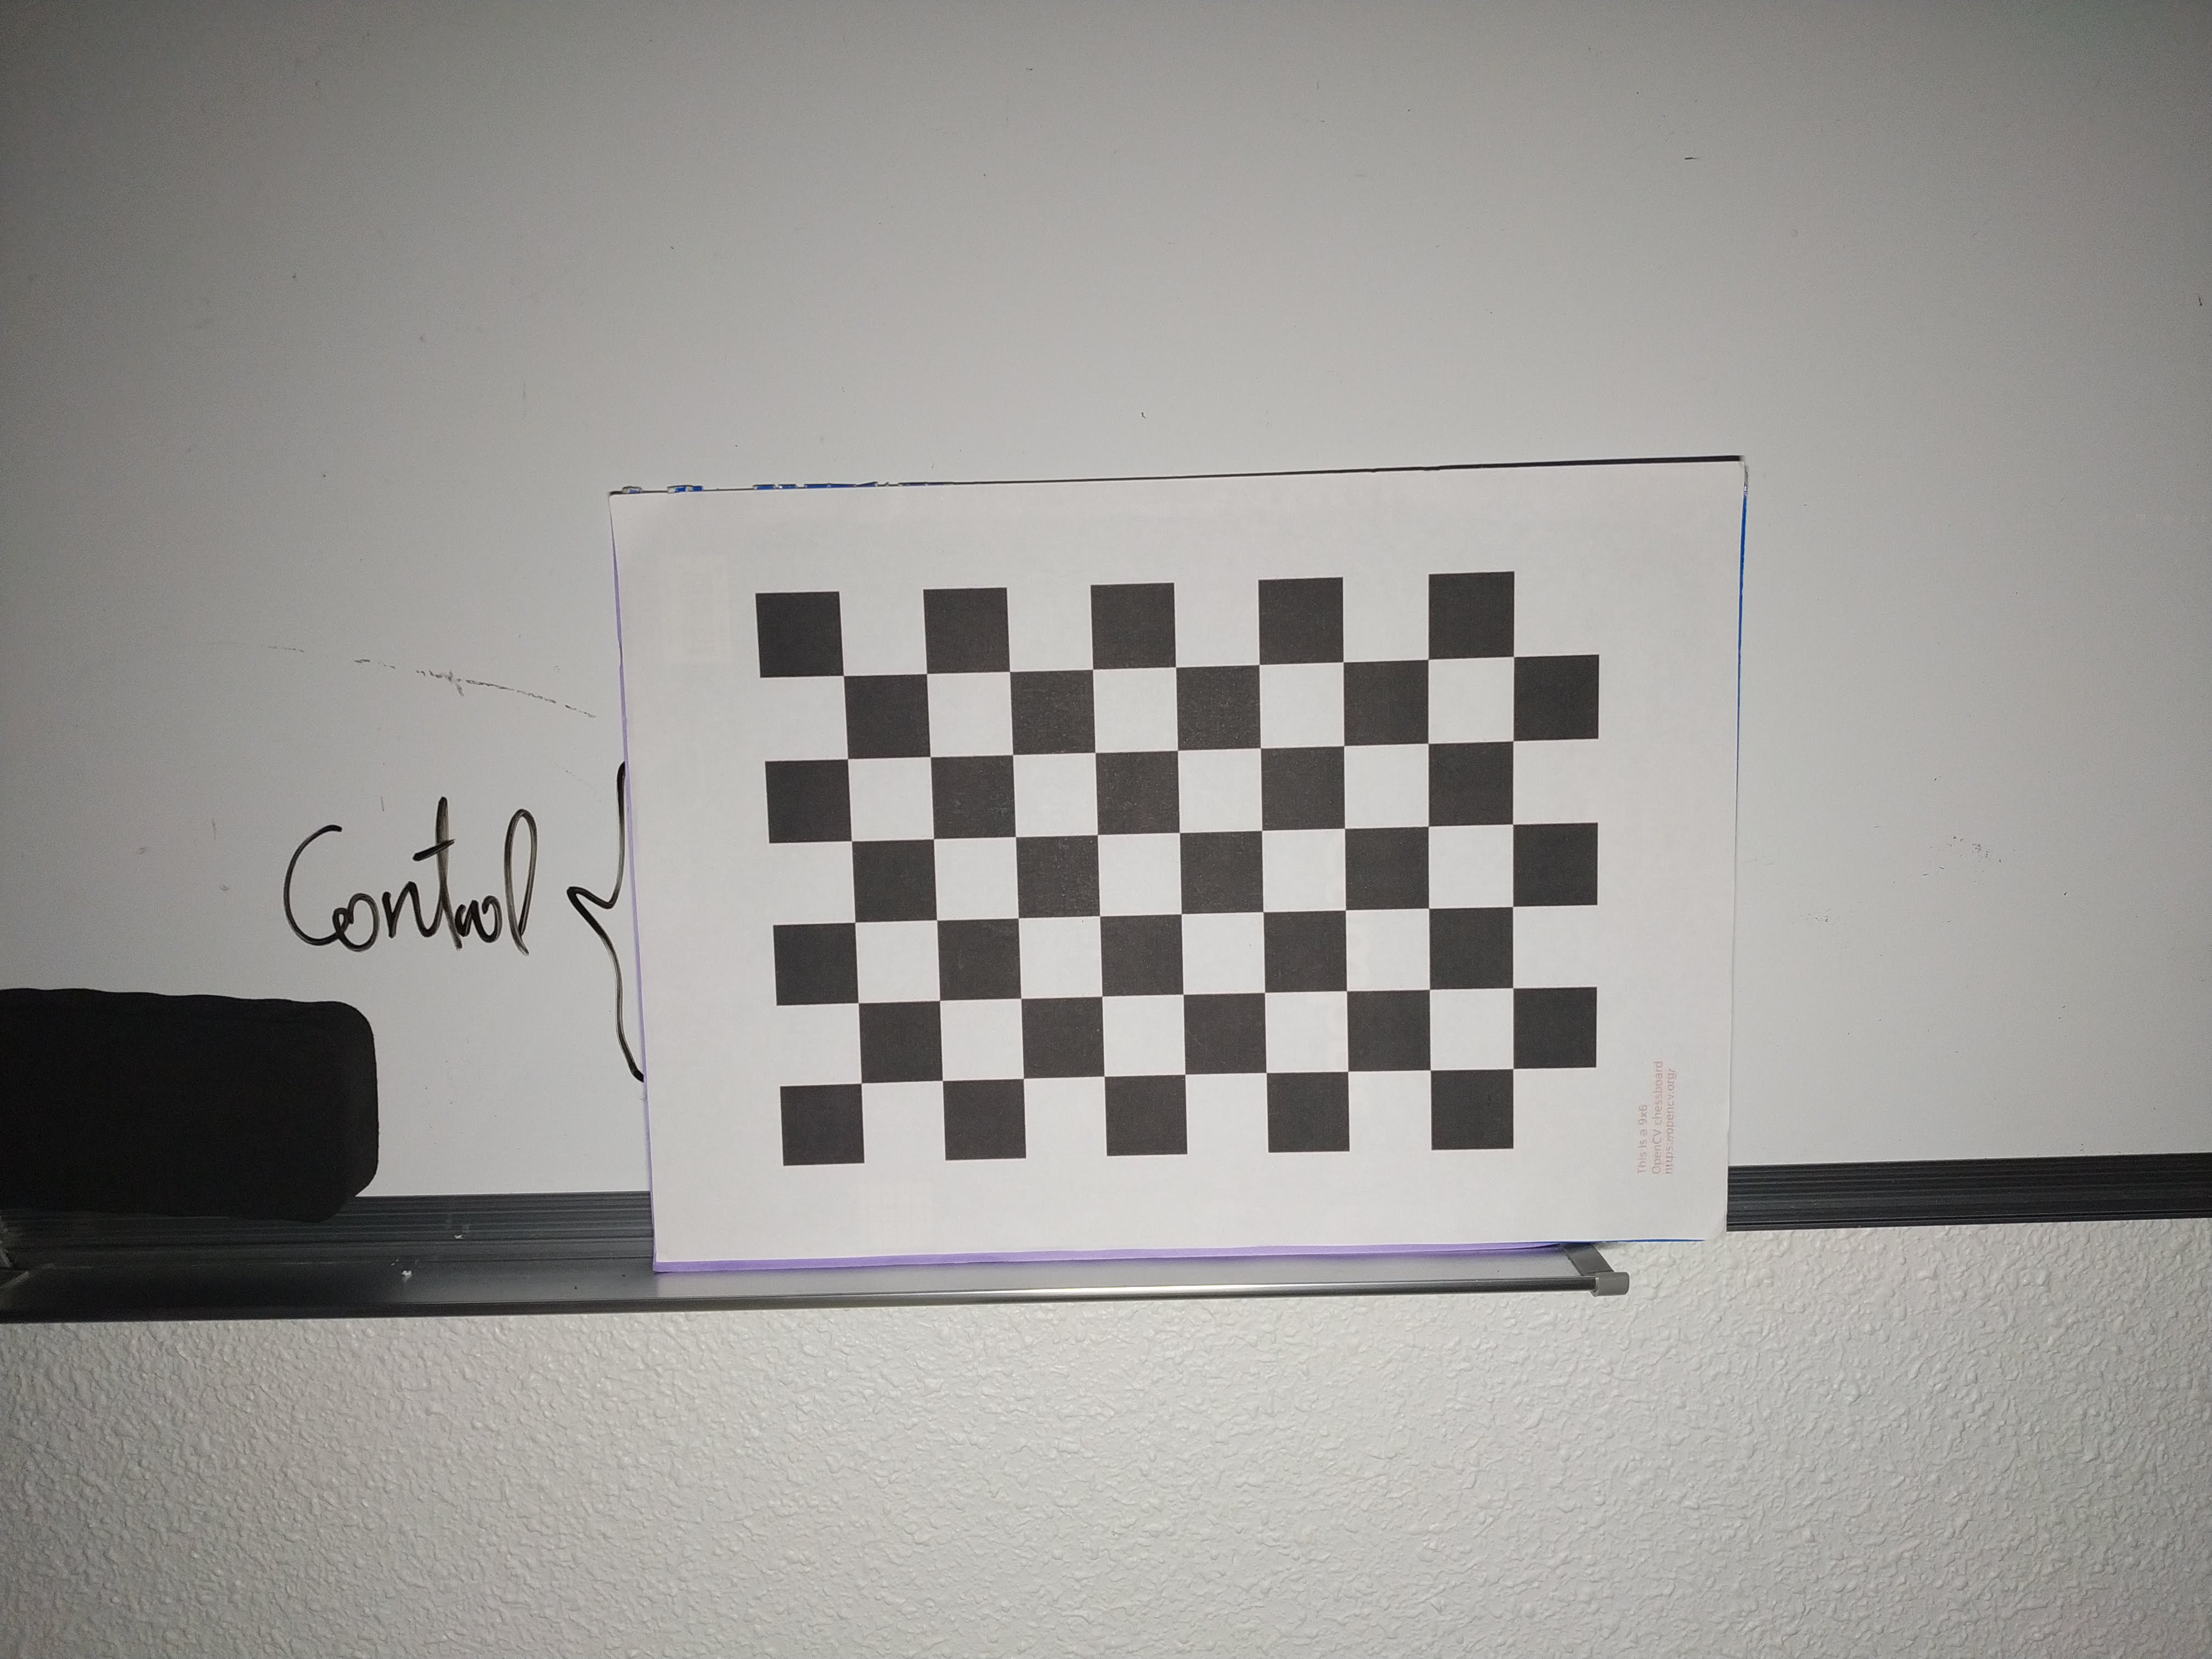 Control
This is a 9x6
OpenCV chessboard
https://opencv.org/